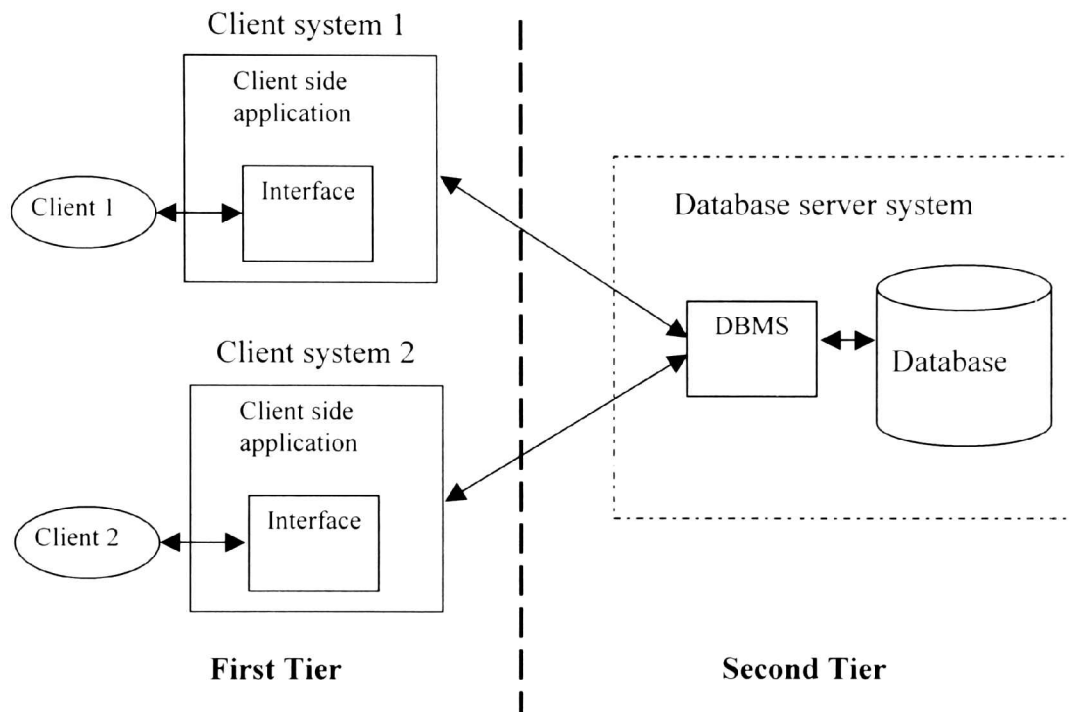 Client system 1
Client side
application
Interface
Client 1
Database server system
DBMS
Database
Client system 2
Client side
application
Interface
Client 2
First Tier
Second Tier